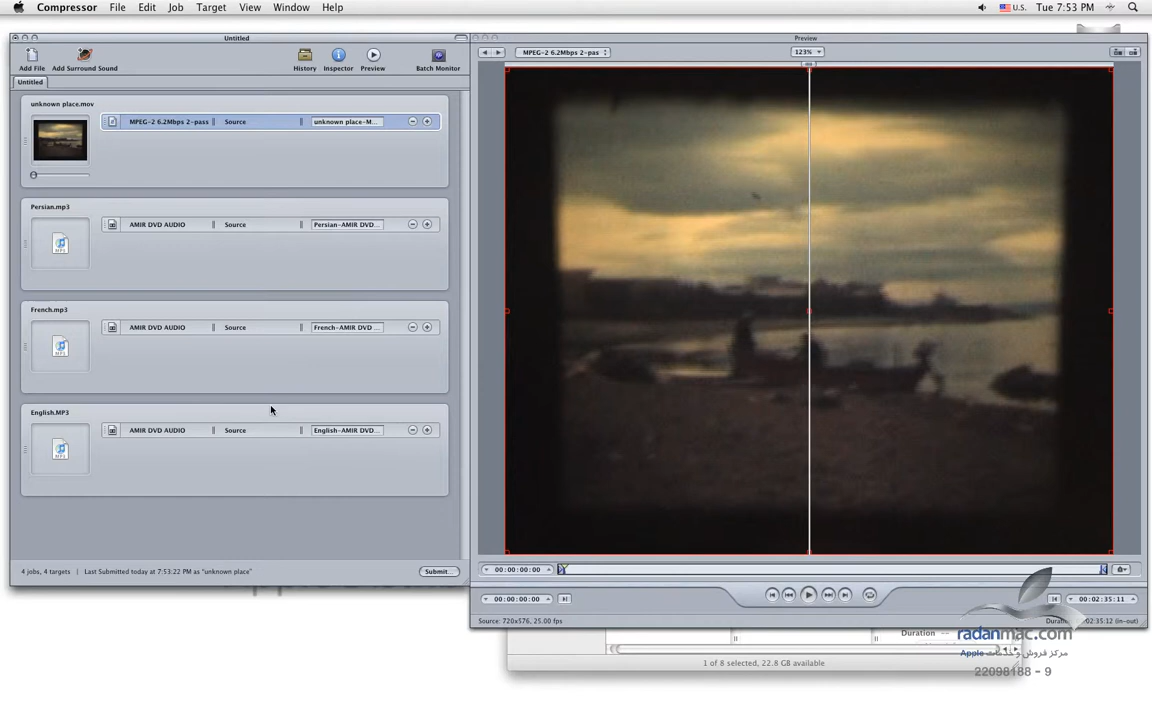 Compressor File Edit Job Target View Window Help
U.S. Tue 7:53 PM
Untitled
Add File Add Surround Sound History Inspector Preview Batch Monitor
Untitled
unknown place.mov
MPEG-2 6.2Mbps 2-pass Source unknown place-M...
Persian.mp3
AMIR DVD AUDIO Source Persian-AMIR DVD...
MP3
French.mp3
AMIR DVD AUDIO Source French-AMIR DVD ...
MP3
English.MP3
AMIR DVD AUDIO Source English-AMIR DVD...
MP3
4 jobs, 4 targets | Last Submitted today at 7:53:22 PM as "unknown place"
Submit...
Preview
MPEG-2 6.2Mbps 2-pas
123%
00:00:00:00
00:00:00:00
00:02:35:11
Source: 720x576, 25.00 fps
02:35:12 (in-out)
Duration --
1 of 8 selected, 22.8 GB available
radanmac.com
مرکز فروش و خدمات Apple
22098188 - 9